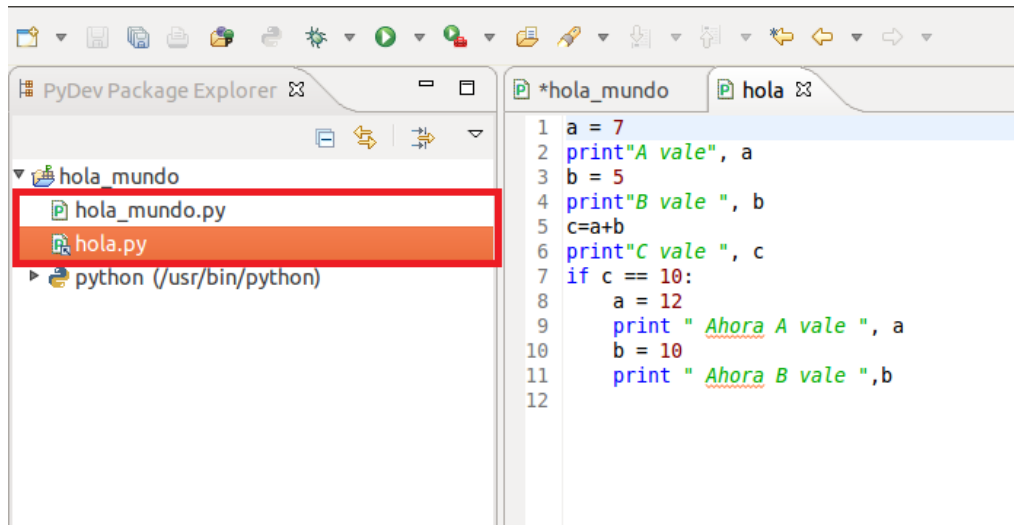 PyDev Package Explorer
hola_mundo
hola_mundo.py
hola.py
python (/usr/bin/python)
*hola_mundo hola
1 a = 7
2 print"A vale", a
3 b = 5
4 print"B vale ", b
5 c=a+b
6 print"C vale ", c
7 if c == 10:
8     a = 12
9     print " Ahora A vale ", a
10     b = 10
11     print " Ahora B vale ",b
12